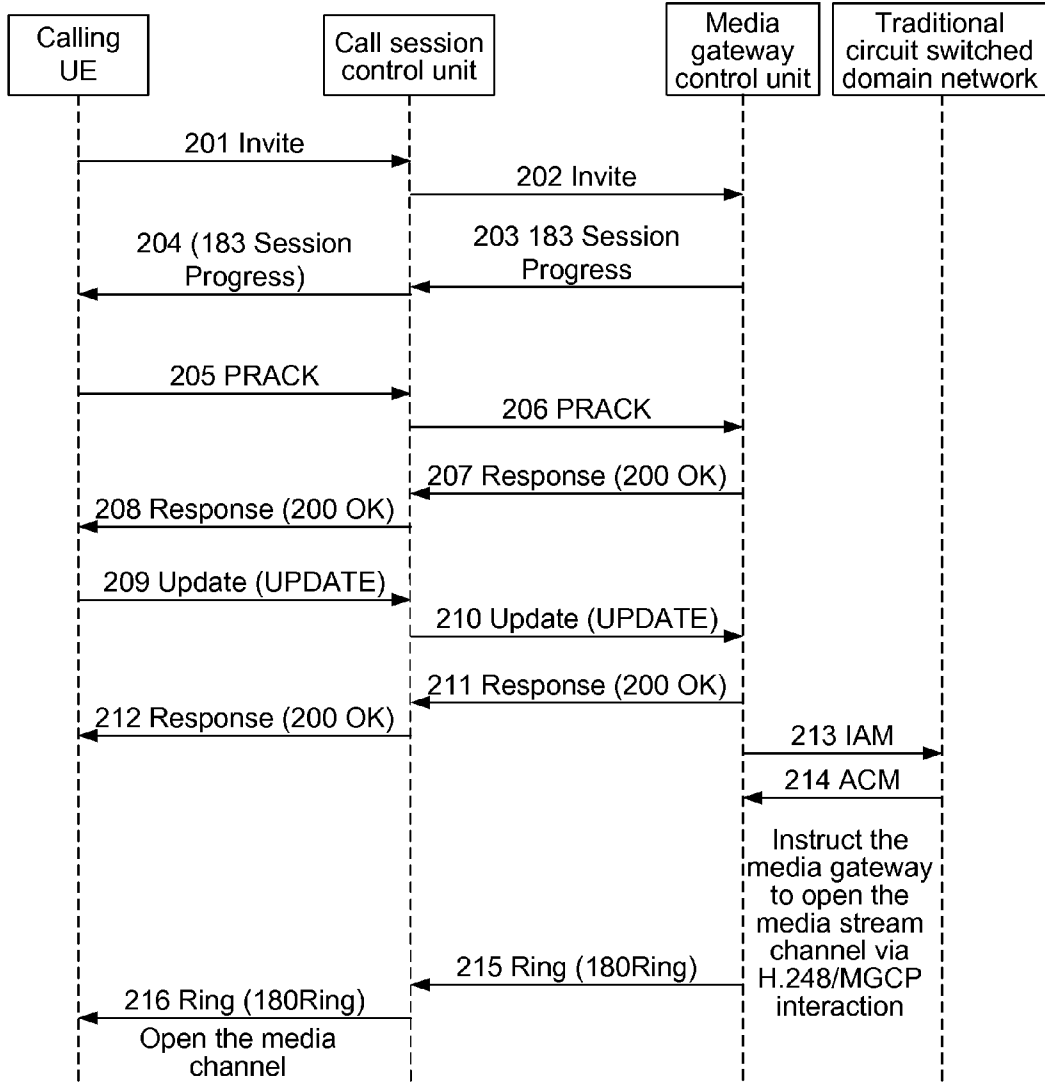 Calling
UE
Call session
control unit
Media
gateway
control unit
Traditional
circuit switched
domain network
201 Invite
202 Invite
203 183 Session
Progress
204 (183 Session
Progress)
205 PRACK
206 PRACK
207 Response (200 OK)
208 Response (200 OK)
209 Update (UPDATE)
210 Update (UPDATE)
211 Response (200 OK)
212 Response (200 OK)
213 IAM
214 ACM
Instruct the
media gateway
to open the
media stream
channel via
H.248/MGCP
interaction
215 Ring (180Ring)
216 Ring (180Ring)
Open the media
channel